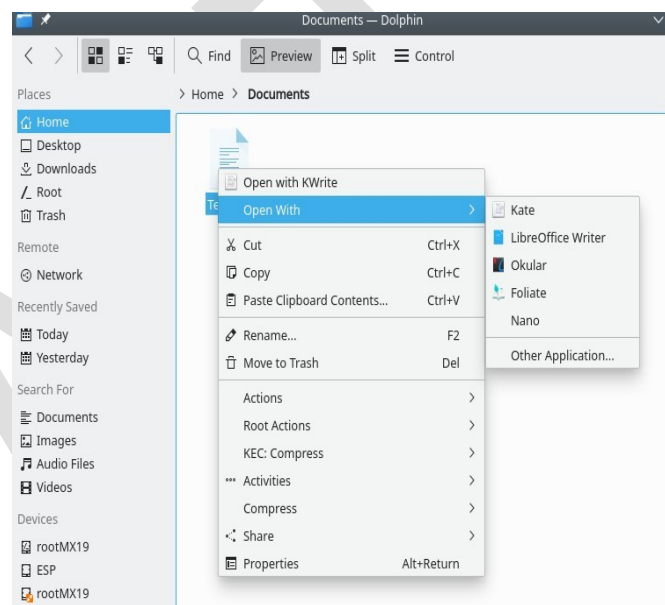 Documents — Dolphin
Find Preview Split Control
Places
Home
Desktop
Downloads
Root
Trash
Remote
Network
Recently Saved
Today
Yesterday
Search For
Documents
Images
Audio Files
Videos
Devices
rootMX19
ESP
rootMX19
> Home > Documents
Te
Open with KWrite
Open With
Cut Ctrl+X
Copy Ctrl+C
Paste Clipboard Contents... Ctrl+V
Rename... F2
Move to Trash Del
Actions
Root Actions
KEC: Compress
Activities
Compress
Share
Properties Alt+Return
Kate
LibreOffice Writer
Okular
Foliate
Nano
Other Application...